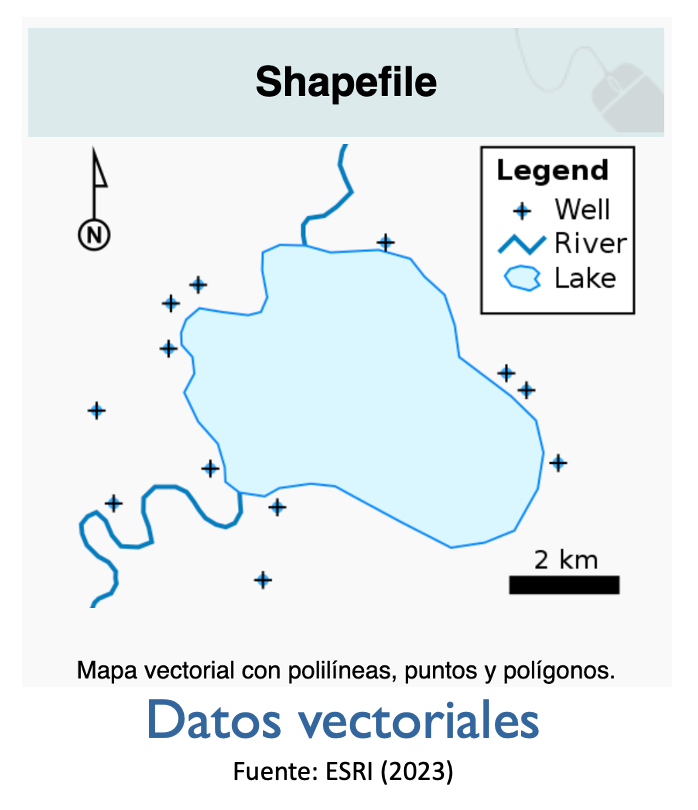 Shapefile
N
Legend
Well
River
Lake
2 km
Mapa vectorial con polilíneas, puntos y polígonos.
Datos vectoriales
Fuente: ESRI (2023)